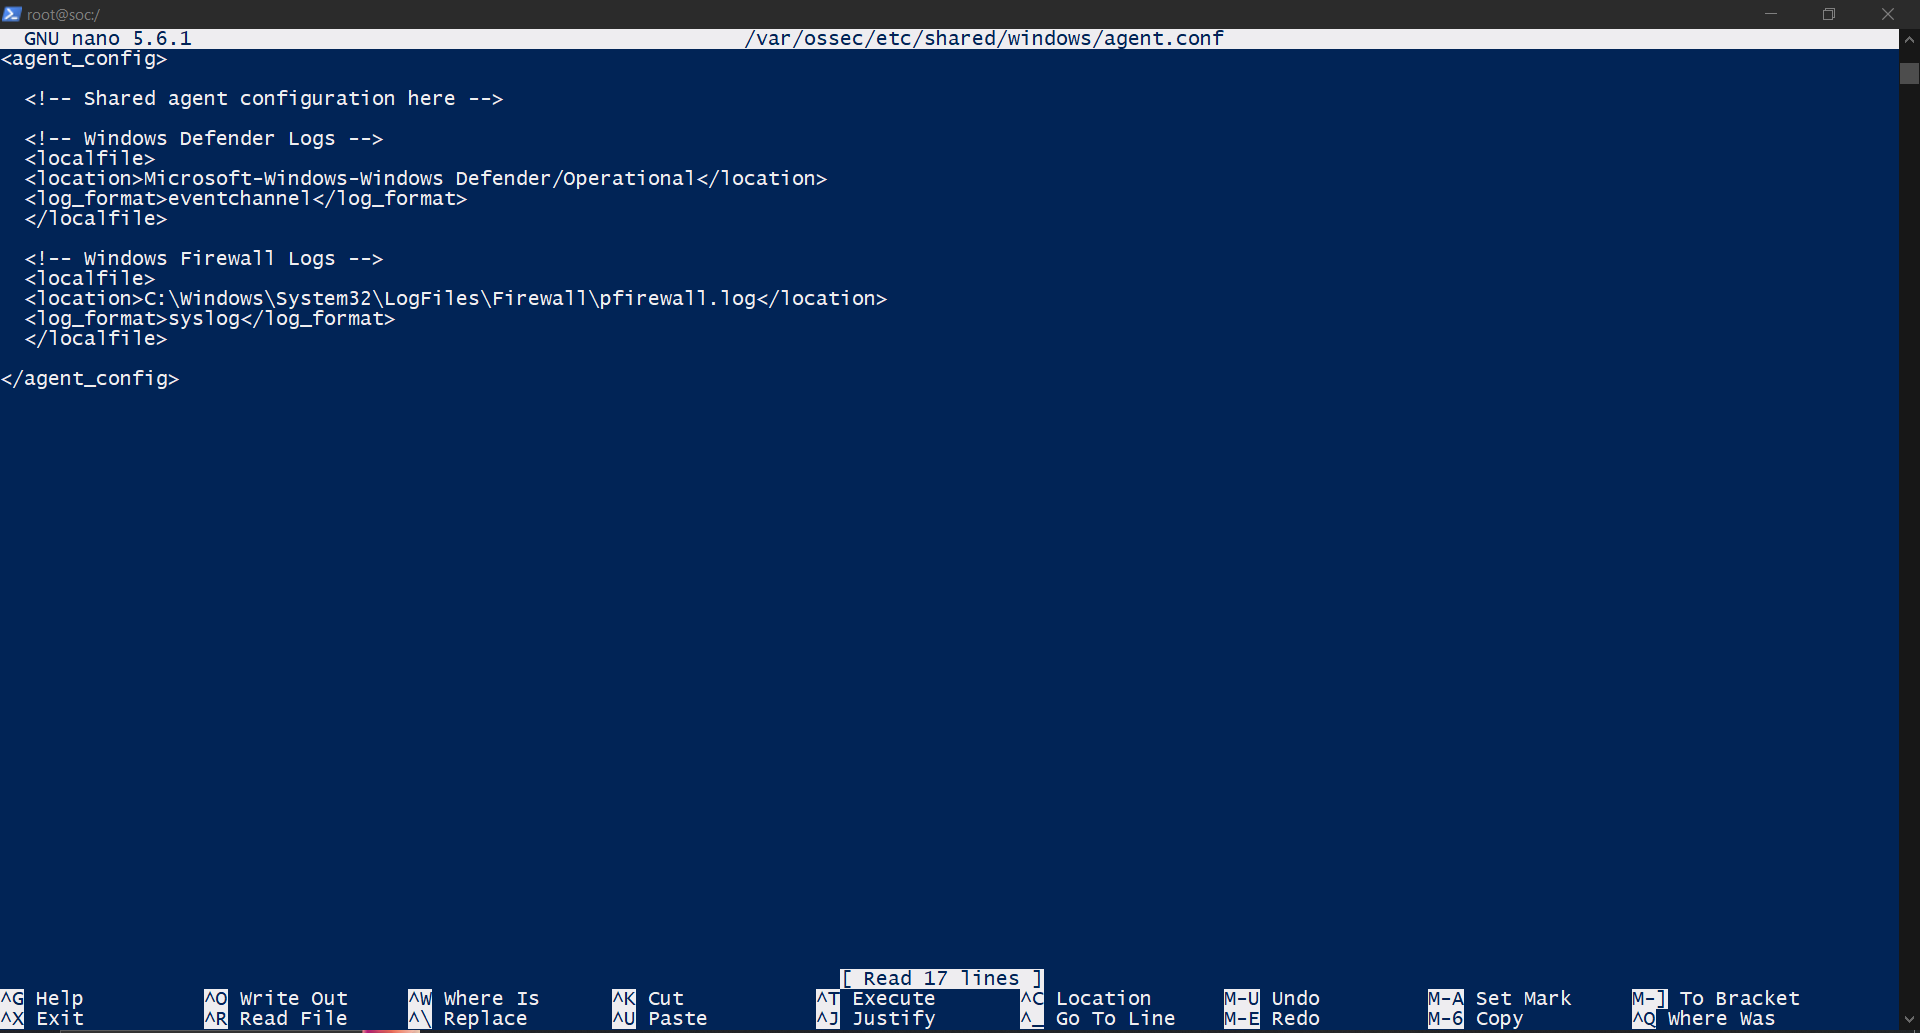 root@soc:/
GNU nano 5.6.1 /var/ossec/etc/shared/windows/agent.conf
<agent_config>
<!-- Shared agent configuration here -->
<!-- Windows Defender Logs -->
<localfile>
<location>Microsoft-Windows-Windows Defender/Operational</location>
<log_format>eventchannel</log_format>
</localfile>
<!-- Windows Firewall Logs -->
<localfile>
<location>C:\Windows\System32\LogFiles\Firewall\pfirewall.log</location>
<log_format>syslog</log_format>
</localfile>
</agent_config>
[ Read 17 lines ]
^G Help ^O Write Out ^W Where Is ^K Cut ^T Execute ^C Location M-U Undo M-A Set Mark M-] To Bracket
^X Exit ^R Read File ^\ Replace ^U Paste ^J Justify ^_ Go To Line M-E Redo M-6 Copy ^Q Where Was